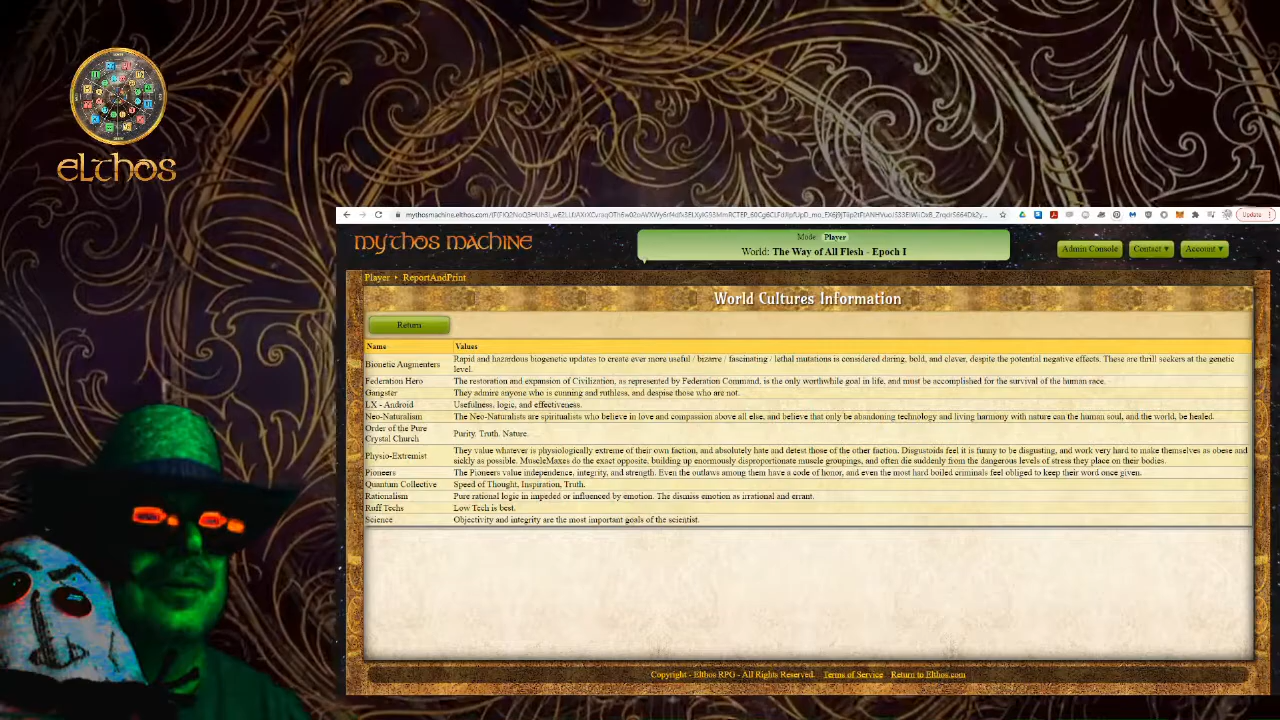 elthos
Update
mythos machine
Mode Player
World: The Way of All Flesh - Epoch I
Admin Console
Contact ▾
Account ▾
Player ▸ ReportAndPrint
World Cultures Information
Return
Name Values
Bionetic Augmenters Rapid and hazardous biogenetic updates to create ever more useful / bizarre / fascinating / lethal mutations is considered daring, bold, and clever, despite the potential negative effects. These are thrill seekers at the genetic
level.
Federation Hero The restoration and expansion of Civilization, as represented by Federation Command, is the only worthwhile goal in life, and must be accomplished for the survival of the human race.
Gangster They admire anyone who is cunning and ruthless, and despise those who are not.
LX - Android Usefulness, logic, and effectiveness.
Neo-Naturalism The Neo-Naturalists are spiritualists who believe in love and compassion above all else, and believe that only be abandoning technology and living harmony with nature can the human soul, and the world, be healed.
Order of the Pure
Crystal Church Purity. Truth. Nature.
Physio-Extremist They value whatever is physiologically extreme of their own faction, and absolutely hate and detest those of the other faction. Disgustoids feel it is funny to be disgusting, and work very hard to make themselves as obese and
sickly as possible. MuscleMaxes do the exact opposite, building up enormously disproportionate muscle groupings, and often die suddenly from the dangerous levels of stress they place on their bodies.
Pioneers The Pioneers value independence, integrity, and strength. Even the outlaws among them have a code of honor, and even the most hard boiled criminals feel obliged to keep their word once given.
Quantum Collective Speed of Thought, Inspiration, Truth.
Rationalism Pure rational logic in impeded or influenced by emotion. The dismiss emotion as irrational and errant.
Ruff Techs Low Tech is best.
Science Objectivity and integrity are the most important goals of the scientist.
Copyright - Elthos RPG - All Rights Reserved. Terms of Service Return to Elthos.com